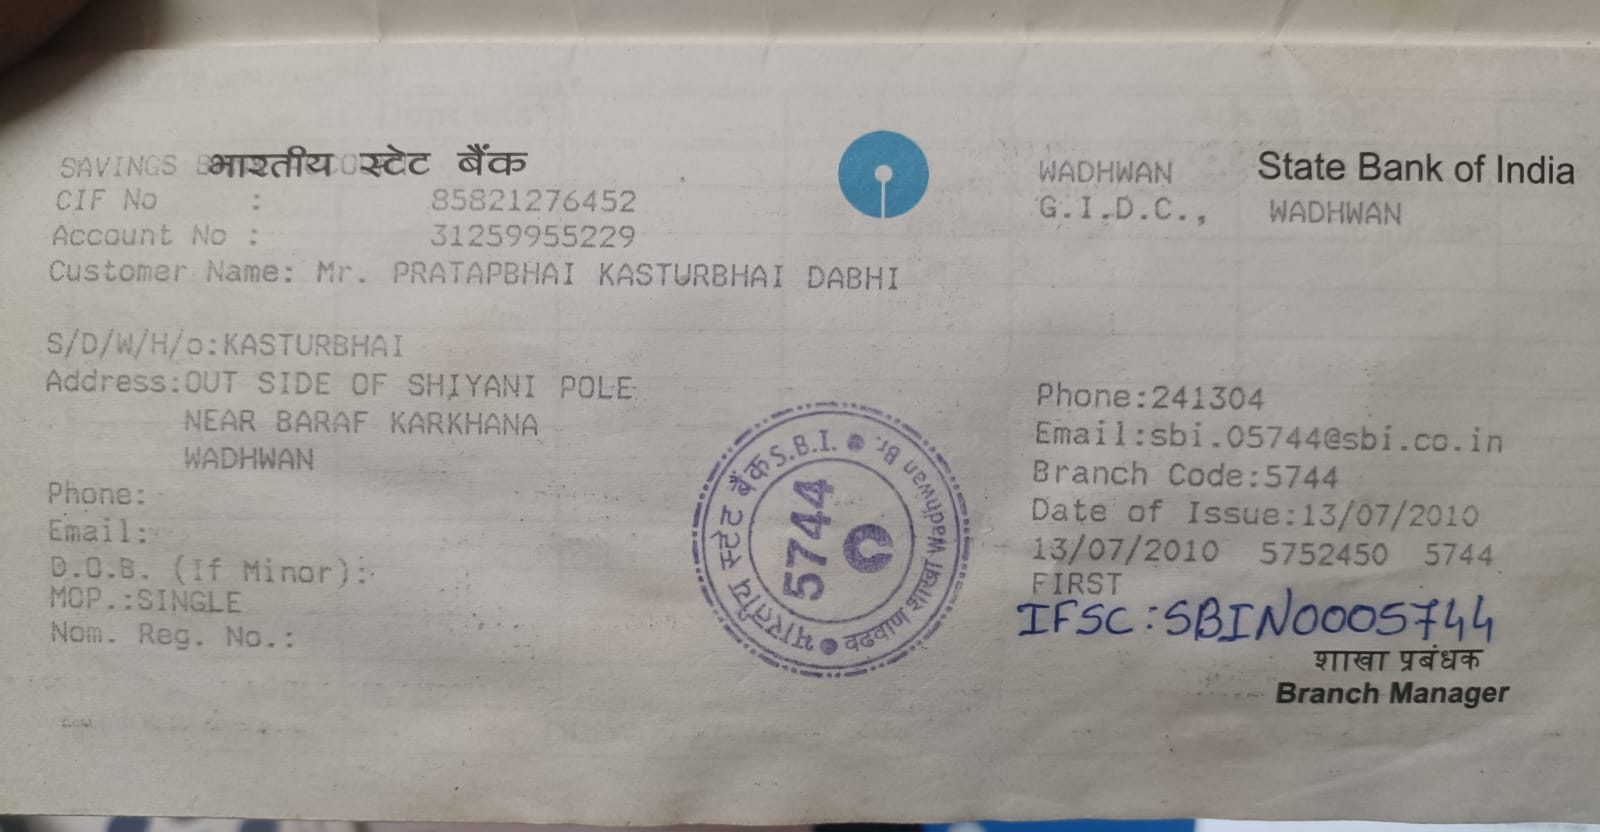 भारतीय स्टेट बैंक
State Bank of India
SAVINGS
CIF No : 85821276452
Account No : 31259955229
Customer Name: Mr. PRATAPBHAI KASTURBHAI DABHI
S/D/W/H/o:KASTURBHAI
Address:OUT SIDE OF SHIYANI POLE
NEAR BARAF KARKHANA
WADHWAN
Phone:
Email:
D.O.B. (If Minor):
MOP.:SINGLE
Nom. Reg. No.:
भारतीय स्टेट बैंक S.B.I.
Wadhwan Br.
वढवाण शाखा
5744
C
WADHWAN
G.I.D.C., WADHWAN
Phone:241304
Email:sbi.05744@sbi.co.in
Branch Code:5744
Date of Issue:13/07/2010
13/07/2010 5752450 5744
FIRST
IFSC:SBIN0005744
शाखा प्रबंधक
Branch Manager